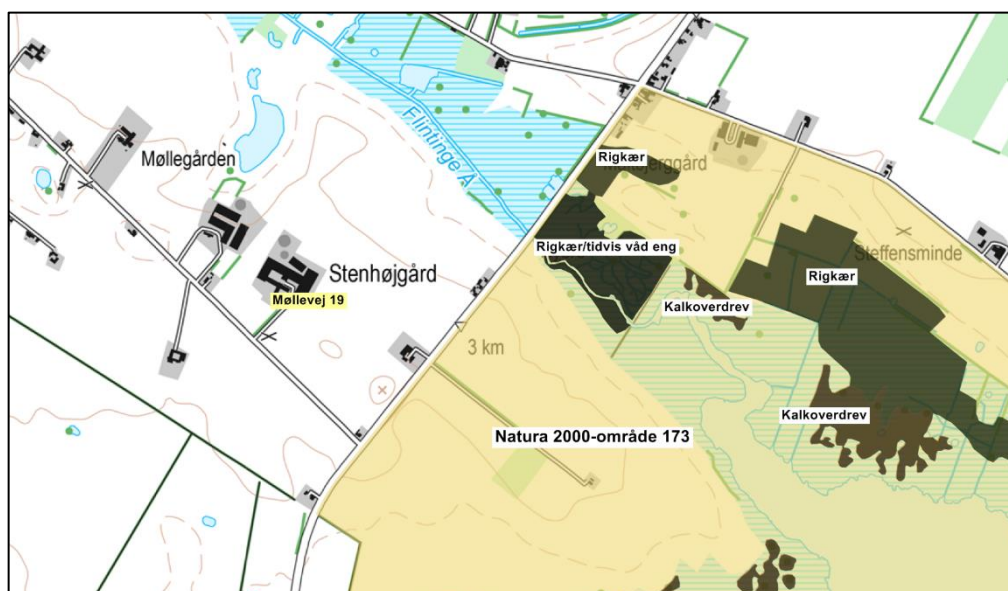 Flintinge Å
Møllegården
Rigkær
Rigkær/tidvis våd eng
Steffensminde
Stenhøjgård
Rigkær
Møllevej 19
Kalkoverdrev
3 km
Kalkoverdrev
Natura 2000-område 173